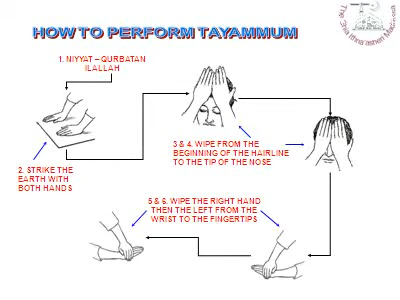 HOW TO PERFORM TAYAMMUM
1. NIYYAT – QURBATAN
ILALLAH
2. STRIKE THE
EARTH WITH
BOTH HANDS
3 & 4. WIPE FROM THE
BEGINNING OF THE HAIRLINE
TO THE TIP OF THE NOSE
5 & 6. WIPE THE RIGHT HAND
THEN THE LEFT FROM THE
WRIST TO THE FINGERTIPS